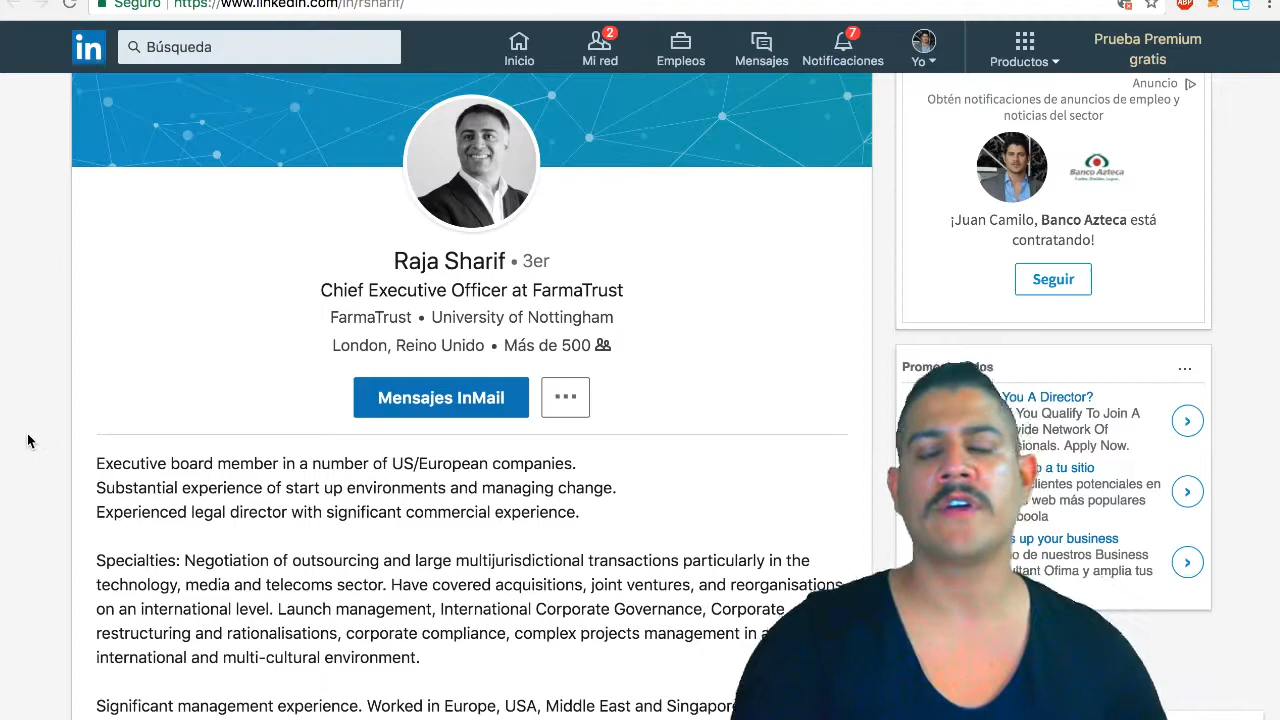 Seguro
https://www.linkedin.com/in/rsharif/
ABP
in
Búsqueda
Inicio
2
Mi red
Empleos
Mensajes
7
Notificaciones
Yo
Productos
Prueba Premium
gratis
Raja Sharif • 3er
Chief Executive Officer at FarmaTrust
FarmaTrust • University of Nottingham
London, Reino Unido • Más de 500
Mensajes InMail
Executive board member in a number of US/European companies.
Substantial experience of start up environments and managing change.
Experienced legal director with significant commercial experience.
Specialties: Negotiation of outsourcing and large multijurisdictional transactions particularly in the
technology, media and telecoms sector. Have covered acquisitions, joint ventures, and reorganisations
on an international level. Launch management, International Corporate Governance, Corporate
restructuring and rationalisations, corporate compliance, complex projects management in a
international and multi-cultural environment.
Significant management experience. Worked in Europe, USA, Middle East and Singapore
Anuncio
Obtén notificaciones de anuncios de empleo y
noticias del sector
Banco Azteca
¡Juan Camilo, Banco Azteca está
contratando!
Seguir
You A Director?
You Qualify To Join A
Of
Apply Now.
a tu sitio
potenciales en
web más populares
up your business
de nuestros Business
Ofima y amplia tus